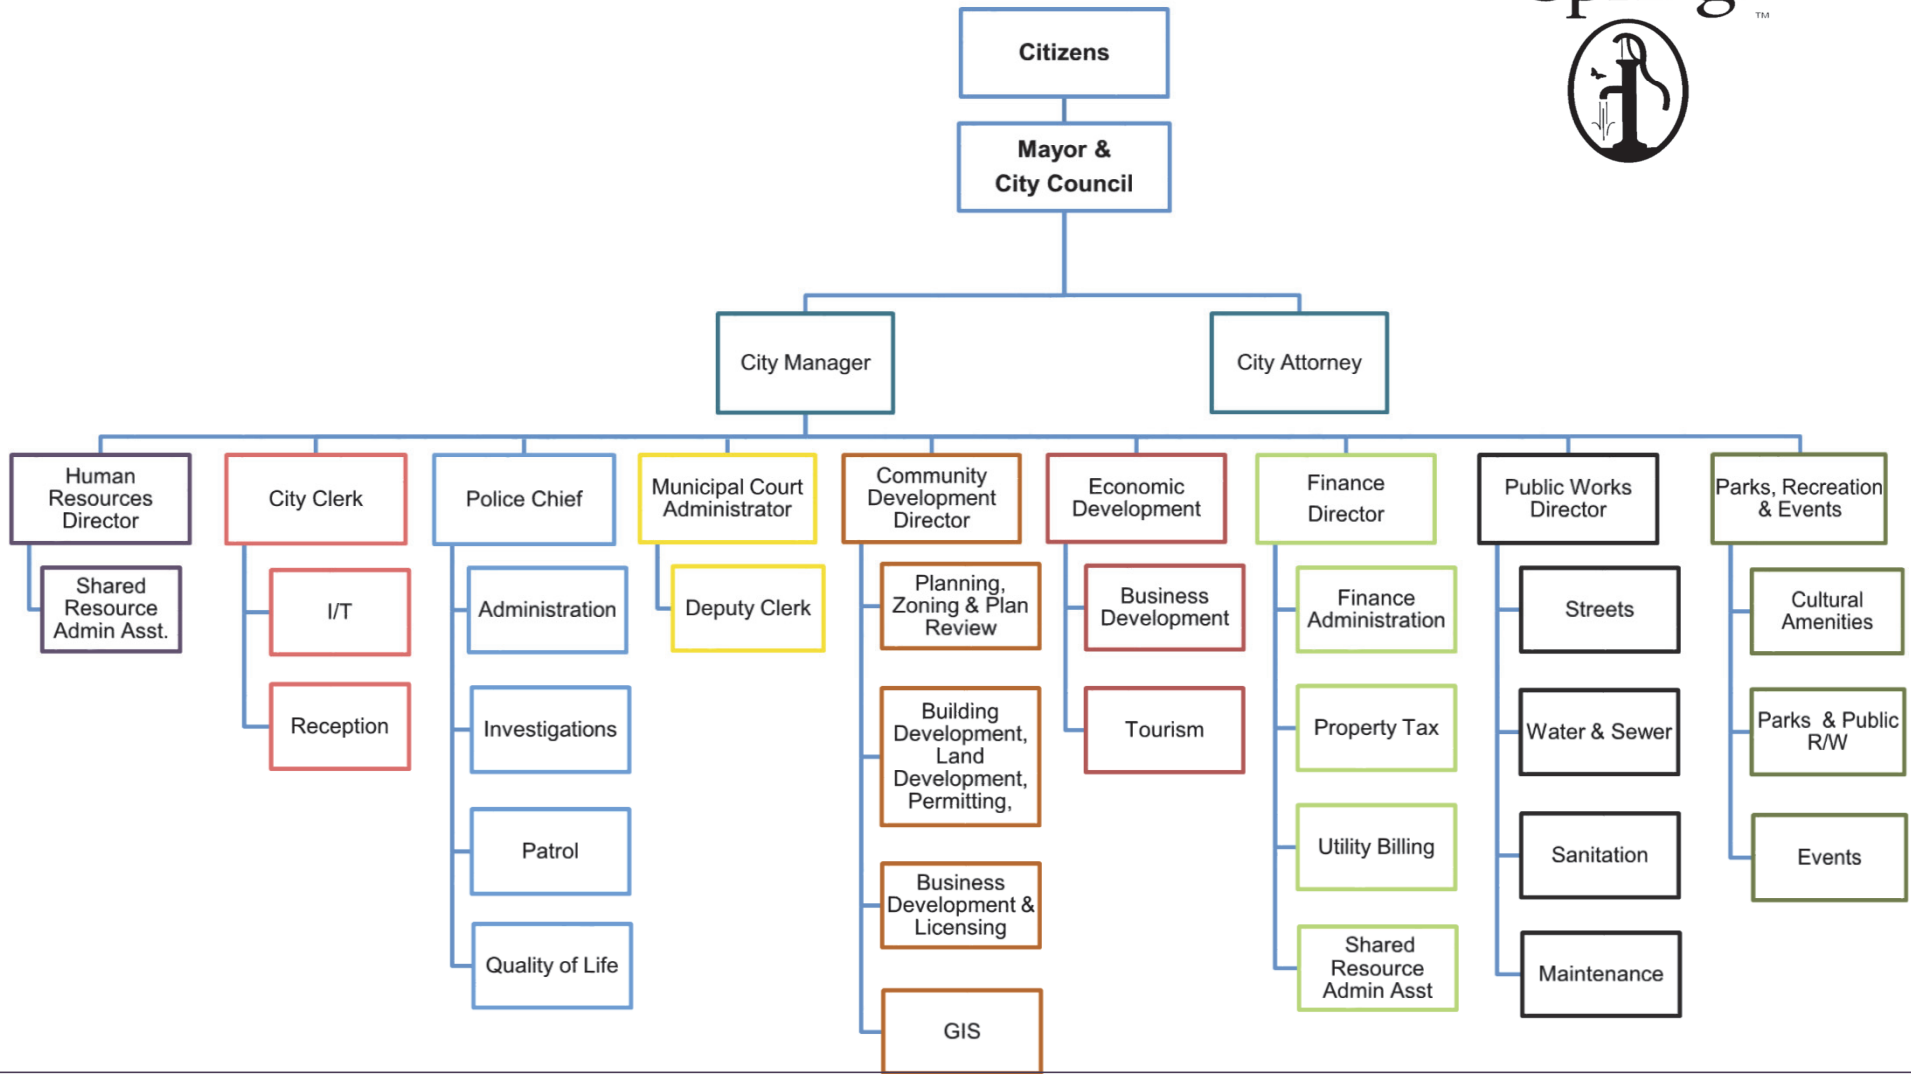 Citizens
Mayor &
City Council
City Manager
City Attorney
Human
Resources
Director
City Clerk
Police Chief
Municipal Court
Administrator
Community
Development
Director
Economic
Development
Finance
Director
Public Works
Director
Parks, Recreation
& Events
Shared
Resource
Admin Asst.
I/T
Reception
Administration
Investigations
Patrol
Quality of Life
Deputy Clerk
Planning,
Zoning & Plan
Review
Building
Development,
Land
Development,
Permitting,
Business
Development &
Licensing
GIS
Business
Development
Tourism
Finance
Administration
Property Tax
Utility Billing
Shared
Resource
Admin Asst
Streets
Water & Sewer
Sanitation
Maintenance
Cultural
Amenities
Parks & Public
R/W
Events
TM